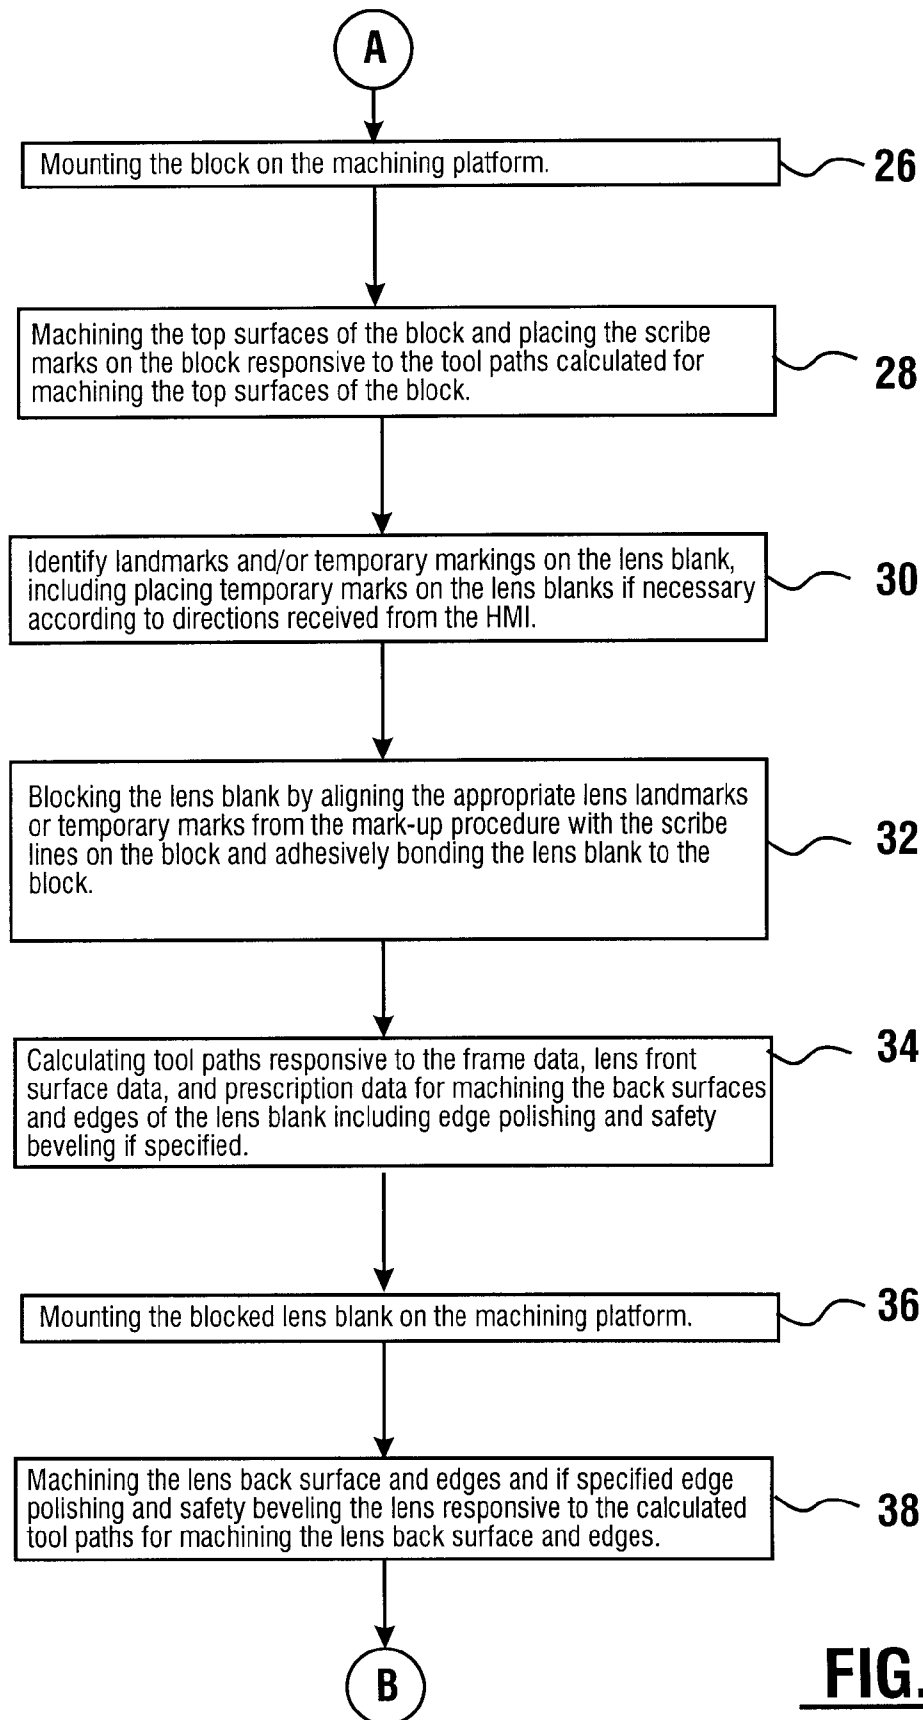 A
Mounting the block on the machining platform.
26
Machining the top surfaces of the block and placing the scribe
marks on the block responsive to the tool paths calculated for
machining the top surfaces of the block.
28
Identify landmarks and/or temporary markings on the lens blank,
including placing temporary marks on the lens blanks if necessary
according to directions received from the HMI.
30
Blocking the lens blank by aligning the appropriate lens landmarks
or temporary marks from the mark-up procedure with the scribe
lines on the block and adhesively bonding the lens blank to the
block.
32
Calculating tool paths responsive to the frame data, lens front
surface data, and prescription data for machining the back surfaces
and edges of the lens blank including edge polishing and safety
beveling if specified.
34
Mounting the blocked lens blank on the machining platform.
36
Machining the lens back surface and edges and if specified edge
polishing and safety beveling the lens responsive to the calculated
tool paths for machining the lens back surface and edges.
38
B
FIG.